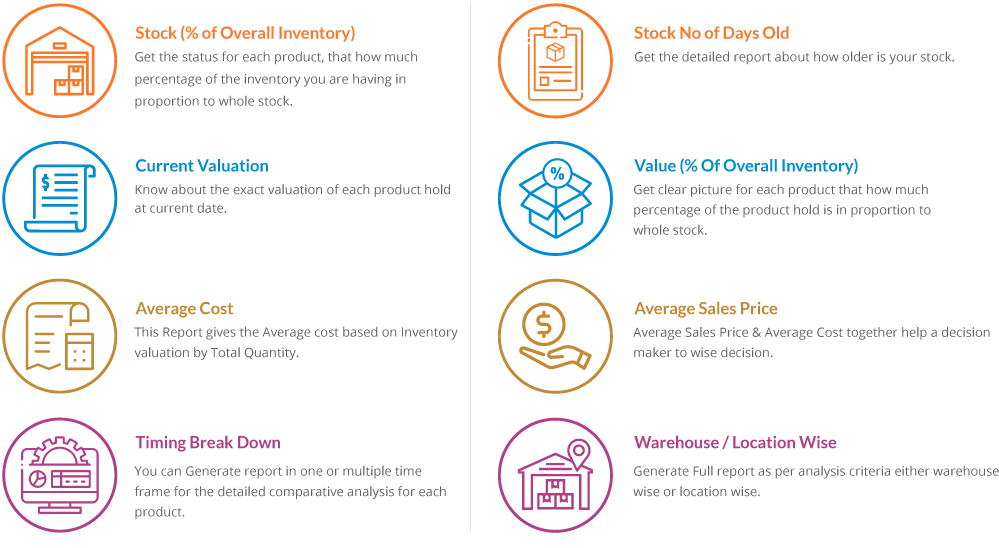 Stock (% of Overall Inventory)
Get the status for each product, that how much
percentage of the inventory you are having in
proportion to whole stock.
Stock No of Days Old
Get the detailed report about how older is your stock.
$
Current Valuation
Know about the exact valuation of each product hold
at current date.
%
Value (% Of Overall Inventory)
Get clear picture for each product that how much
percentage of the product hold is in proportion to
whole stock.
Average Cost
This Report gives the Average cost based on Inventory
valuation by Total Quantity.
$
Average Sales Price
Average Sales Price & Average Cost together help a decision
maker to wise decision.
Timing Break Down
You can Generate report in one or multiple time
frame for the detailed comparative analysis for each
product.
Warehouse / Location Wise
Generate Full report as per analysis criteria either warehouse
wise or location wise.